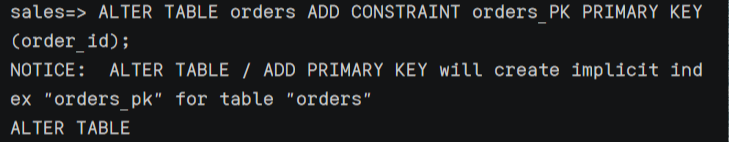 sales=> ALTER TABLE orders ADD CONSTRAINT orders_PK PRIMARY KEY
(order_id);
NOTICE:  ALTER TABLE / ADD PRIMARY KEY will create implicit ind
ex "orders_pk" for table "orders"
ALTER TABLE